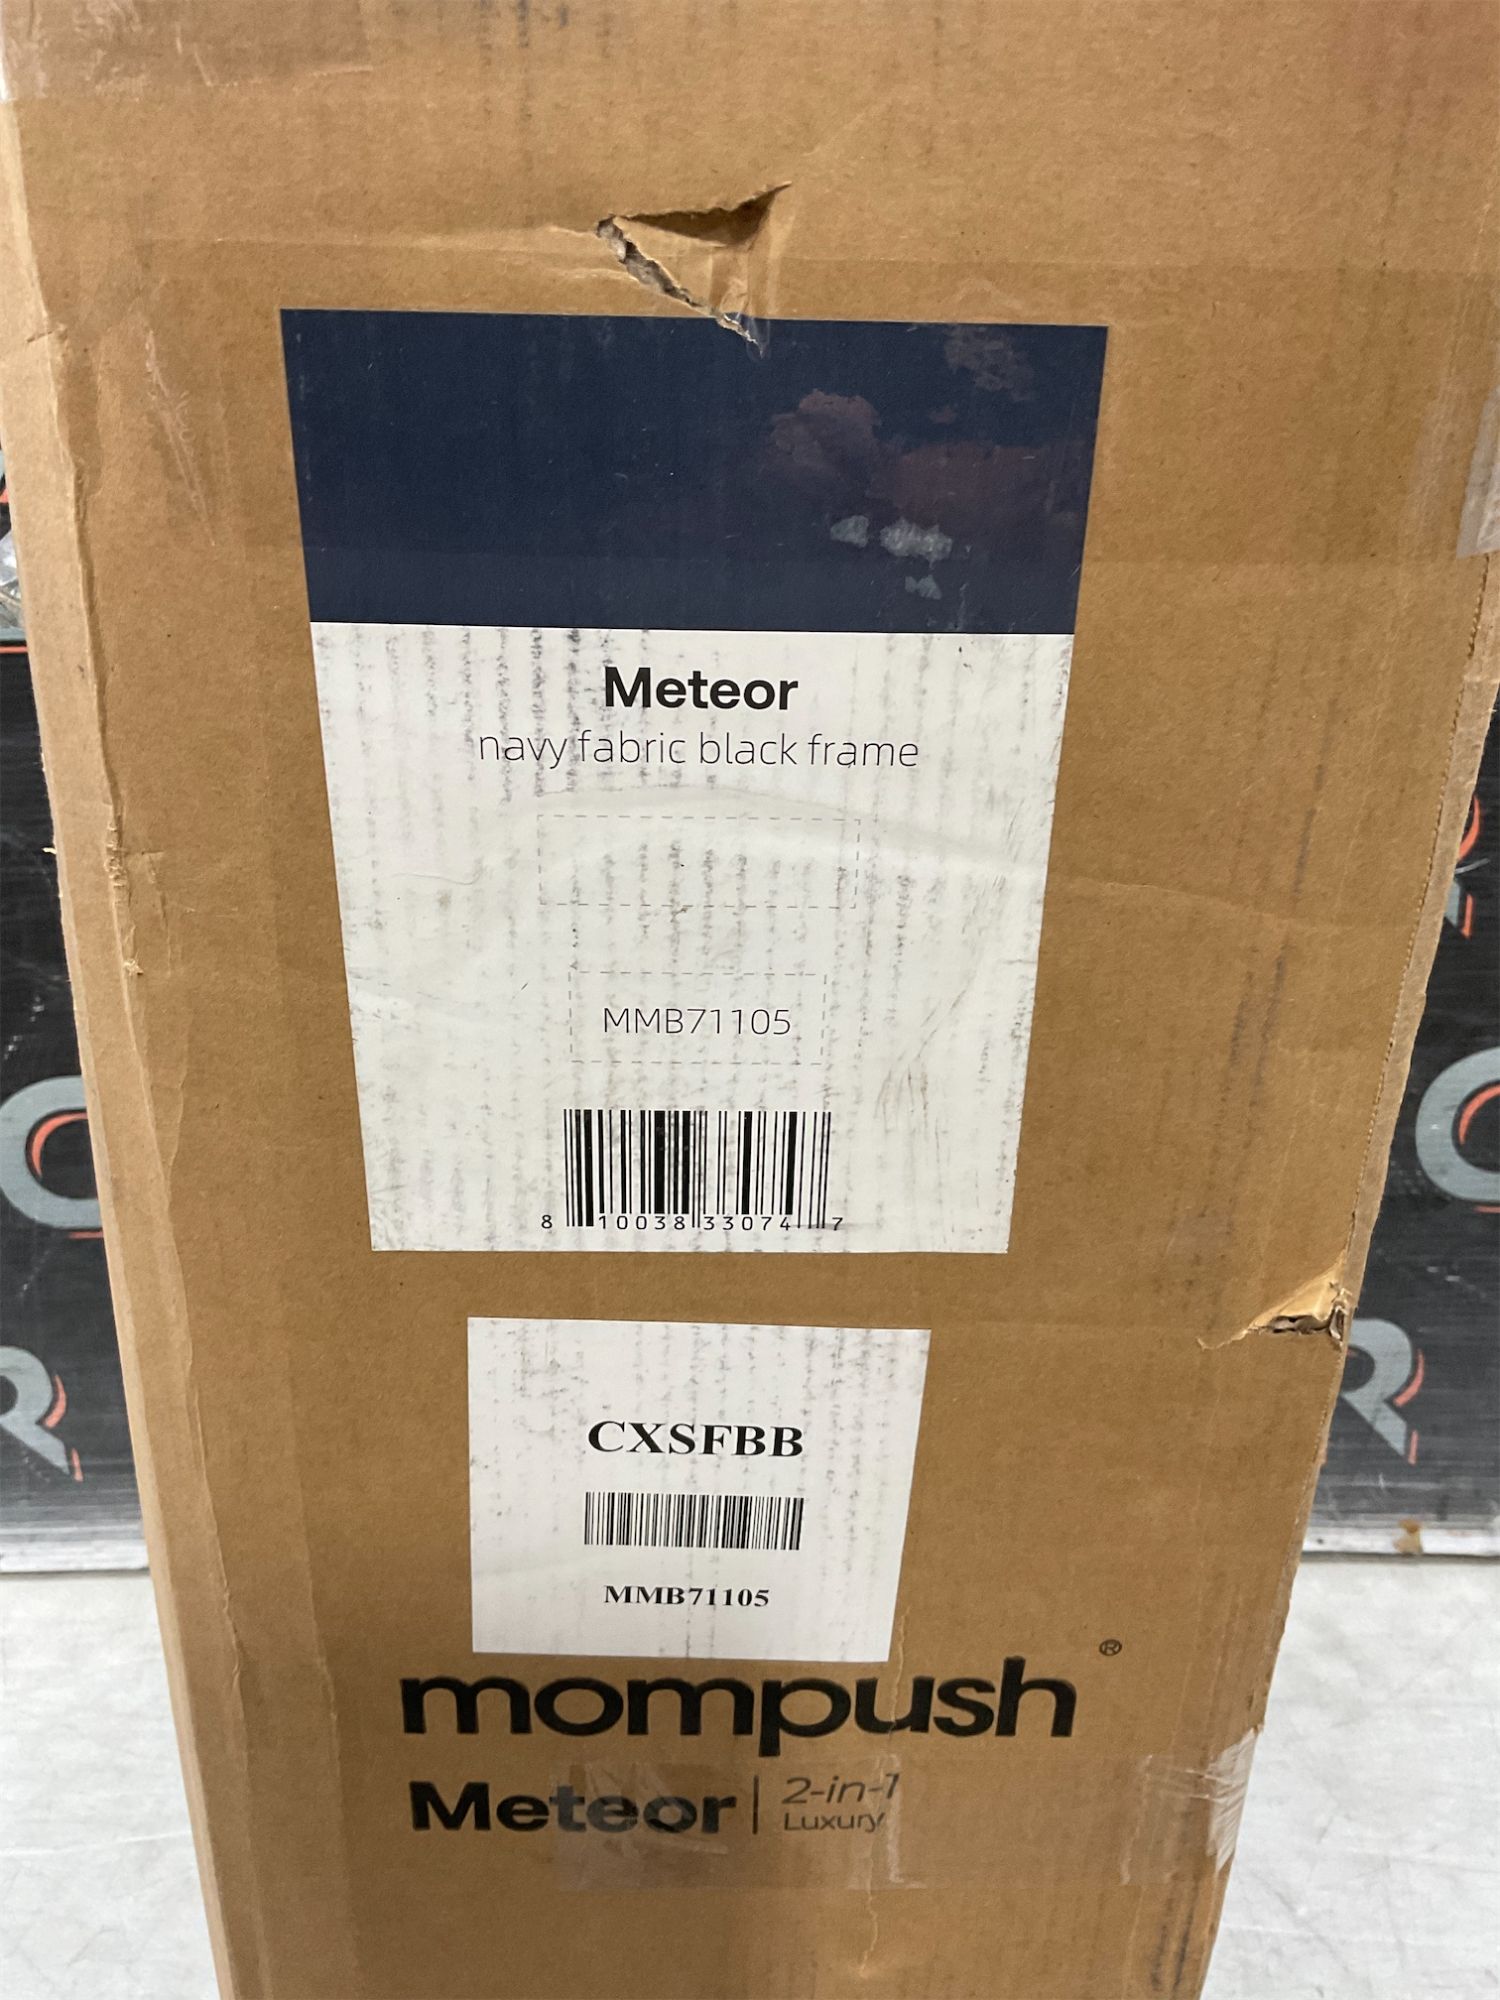 Meteor
navy fabric black frame
MMB71105
8 10038 33074 7
CXSFBB
MMB71105
mompush®
Meteor | 2-in-1
Luxury